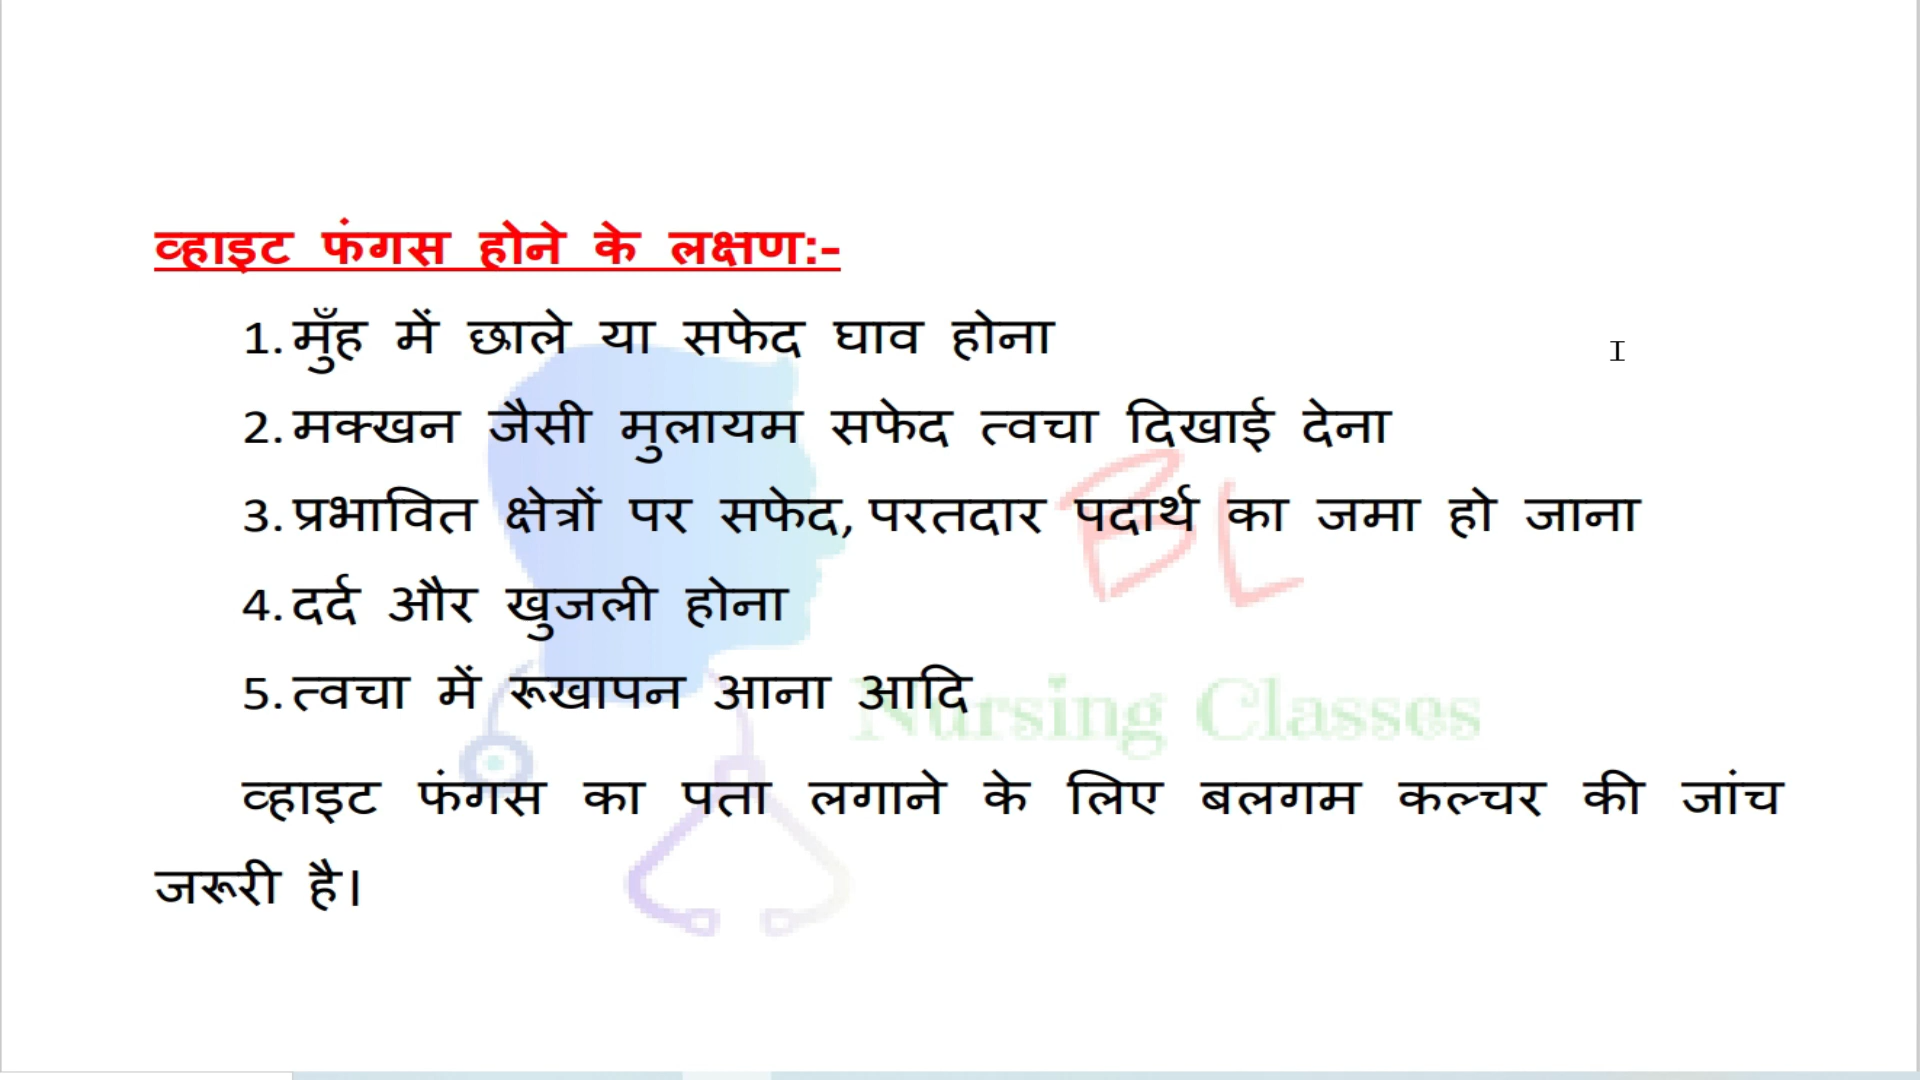 व्हाइट फंगस होने के लक्षण:-
1. मुँह में छाले या सफेद घाव होना
2. मक्खन जैसी मुलायम सफेद त्वचा दिखाई देना
3. प्रभावित क्षेत्रों पर सफेद, परतदार पदार्थ का जमा हो जाना
4. दर्द और खुजली होना
5. त्वचा में रूखापन आना आदि
व्हाइट फंगस का पता लगाने के लिए बलगम कल्चर की जांच
जरूरी है।
BL
Nursing Classes